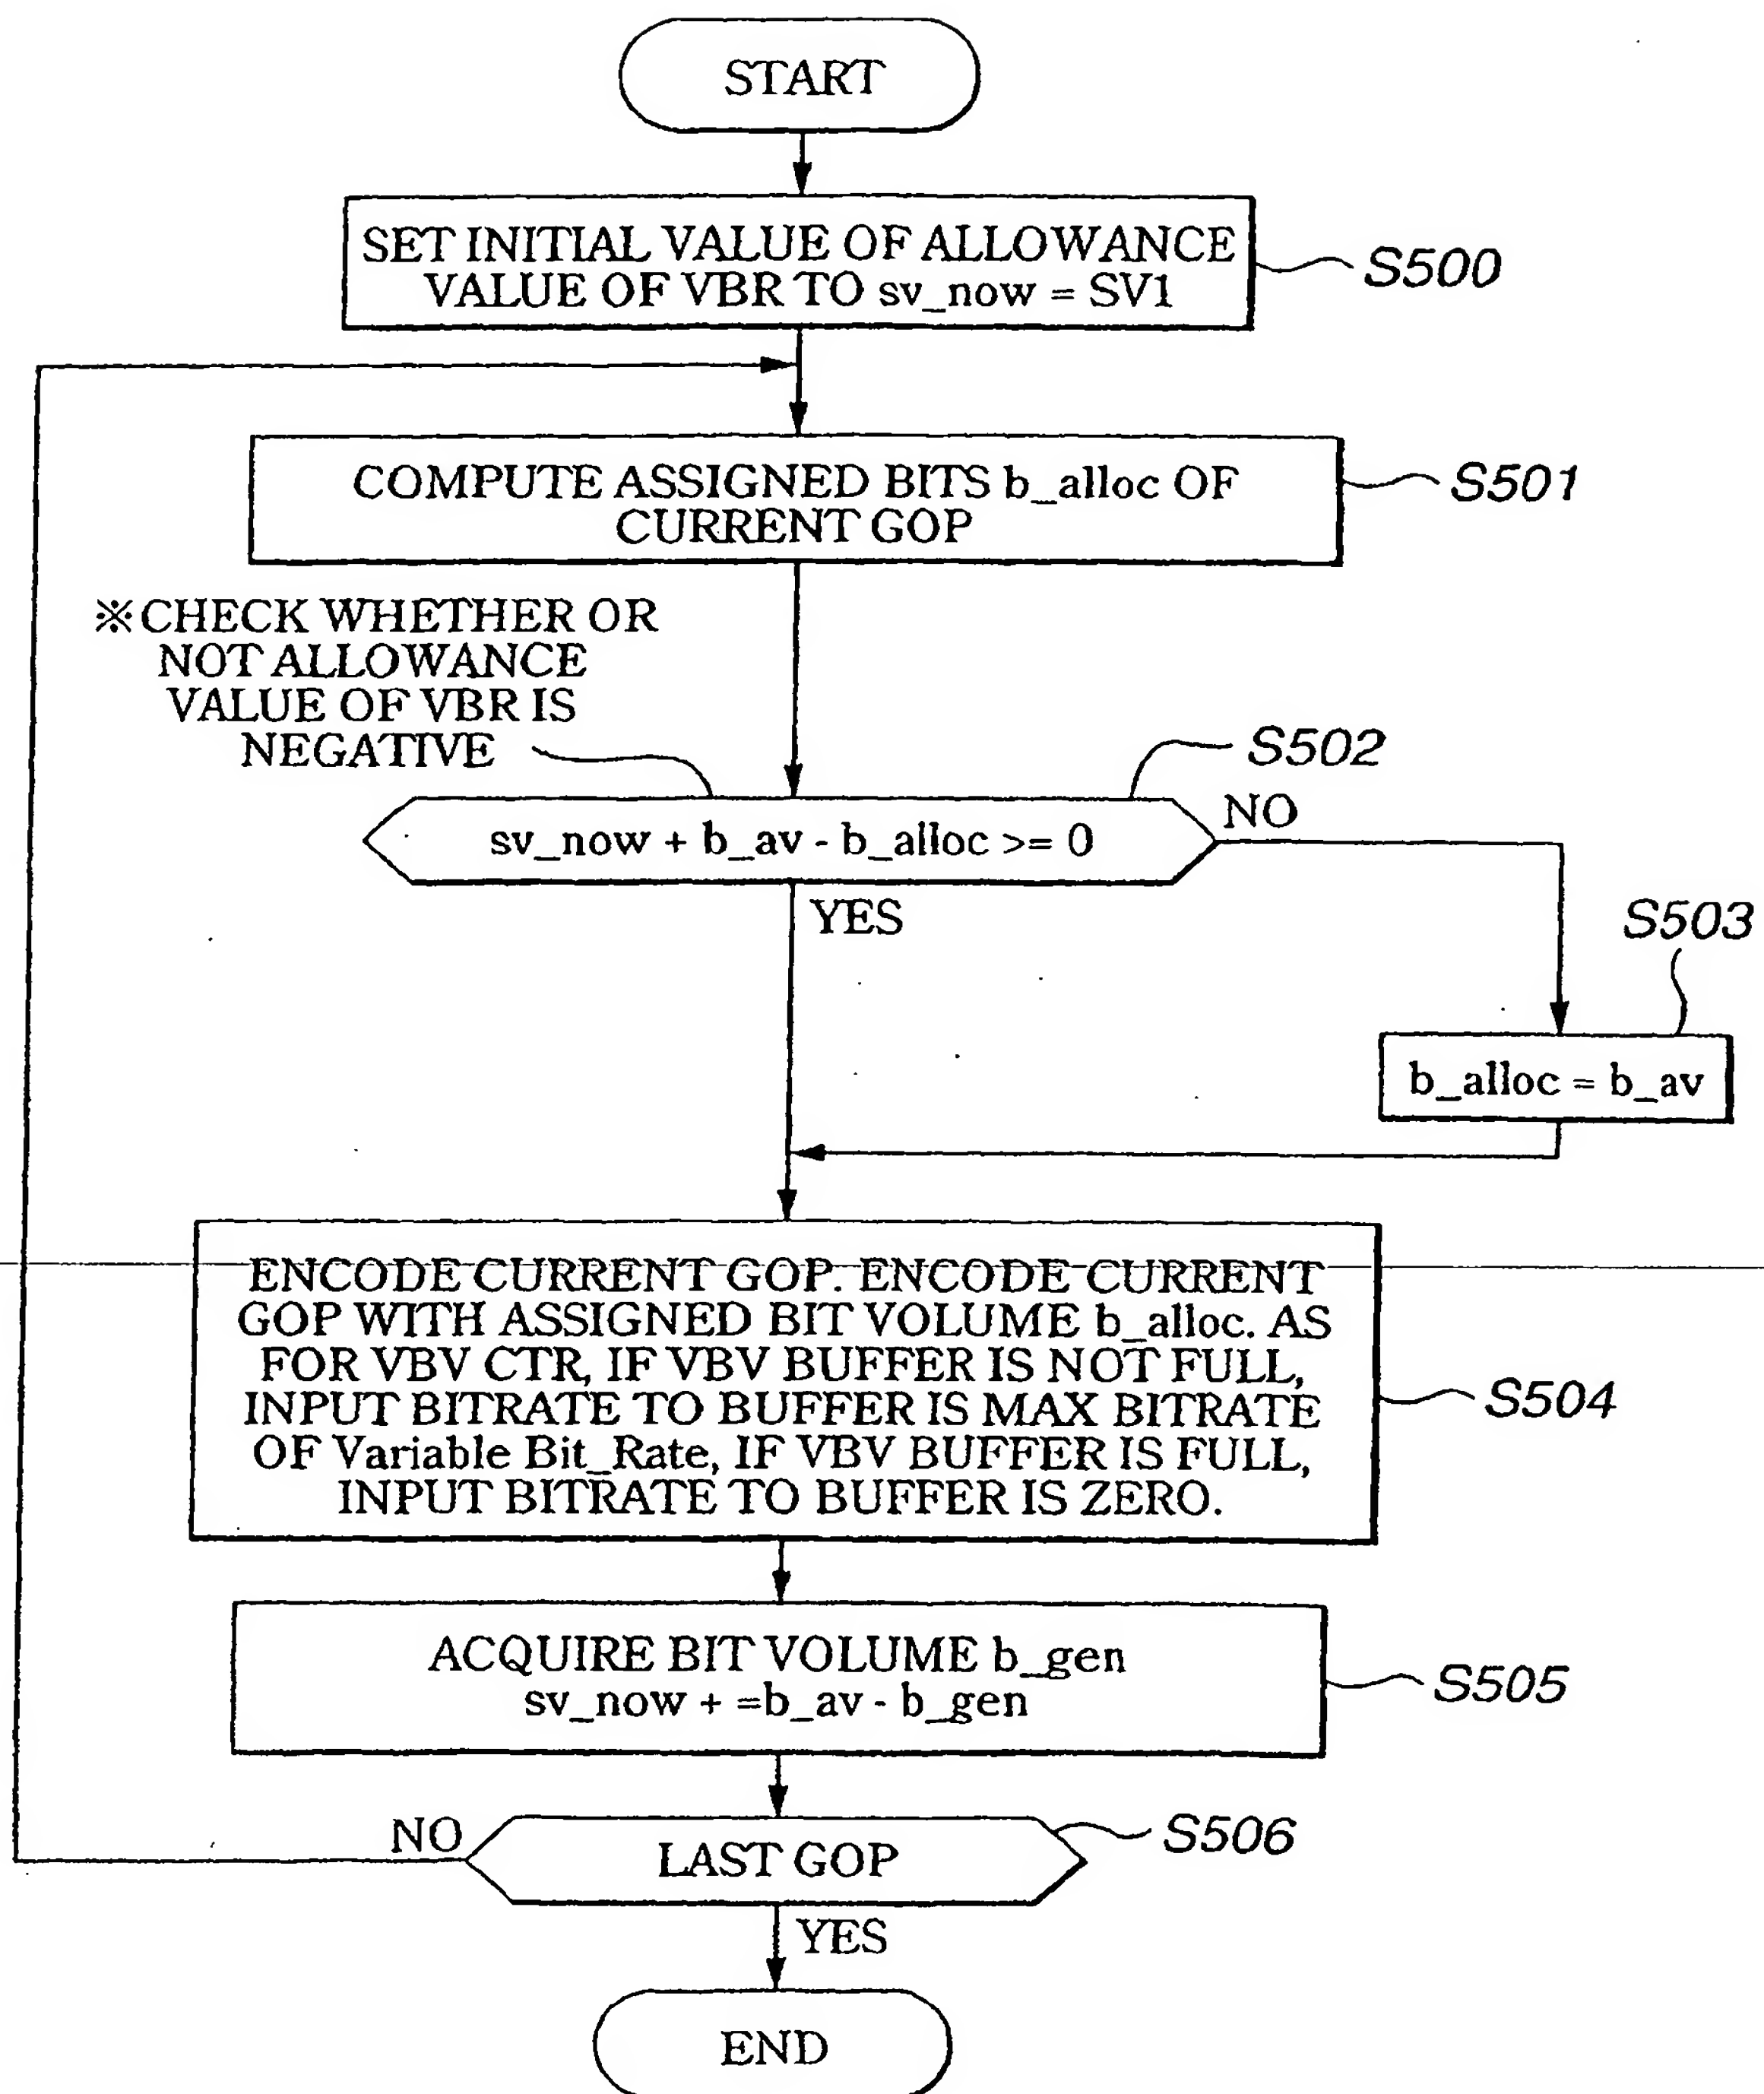 START
SET INITIAL VALUE OF ALLOWANCE
VALUE OF VBR TO sv_now = SV1
S500
COMPUTE ASSIGNED BITS b_alloc OF
CURRENT GOP
S501
※CHECK WHETHER OR
NOT ALLOWANCE
VALUE OF VBR IS
NEGATIVE
S502
sv_now + b_av - b_alloc >= 0
NO
YES
S503
b_alloc = b_av
ENCODE CURRENT GOP. ENCODE CURRENT
GOP WITH ASSIGNED BIT VOLUME b_alloc. AS
FOR VBV CTR, IF VBV BUFFER IS NOT FULL,
INPUT BITRATE TO BUFFER IS MAX BITRATE
OF Variable Bit_Rate, IF VBV BUFFER IS FULL,
INPUT BITRATE TO BUFFER IS ZERO.
S504
ACQUIRE BIT VOLUME b_gen
sv_now + =b_av - b_gen
S505
NO
LAST GOP
S506
YES
END